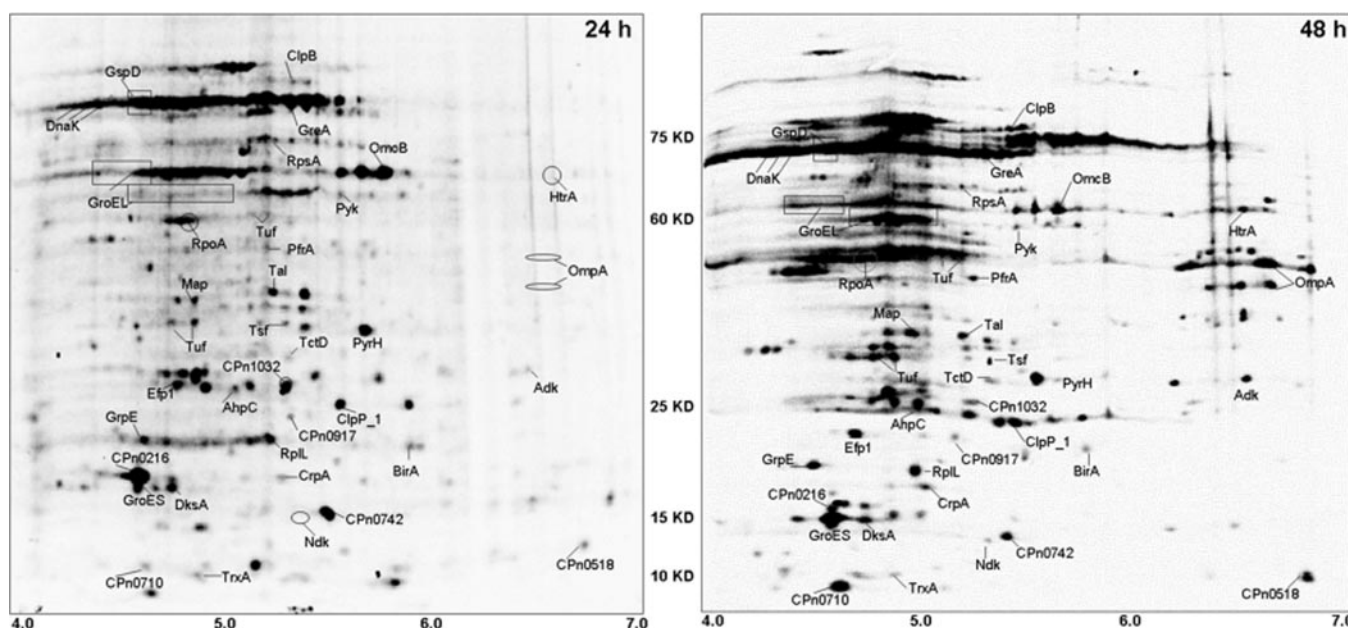 24 h
ClpB
GspD
DnaK
GreA
RpsA
OmcB
GroEL
Pyk
HtrA
Tuf
RpoA
PfrA
OmpA
Map
Tal
Tsf
Tuf
TctD
PyrH
CPn1032
Efp1
Adk
AhpC
ClpP_1
GrpE
CPn0917
RplL
BirA
CPn0216
CrpA
GroES
DksA
CPn0742
Ndk
CPn0518
CPn0710
TrxA
4.0 5.0 6.0 7.0
75 KD
60 KD
25 KD
15 KD
10 KD
48 h
ClpB
GspD
DnaK
GreA
RpsA
OmcB
GroEL
HtrA
Pyk
RpoA
Tuf
PfrA
OmpA
Map
Tal
Tsf
Tuf
TctD
PyrH
Adk
CPn1032
AhpC
ClpP_1
Efp1
CPn0917
BirA
GrpE
RplL
CPn0216
CrpA
GroES
DksA
Ndk
CPn0742
CPn0710
TrxA
CPn0518
4.0 5.0 6.0 7.0